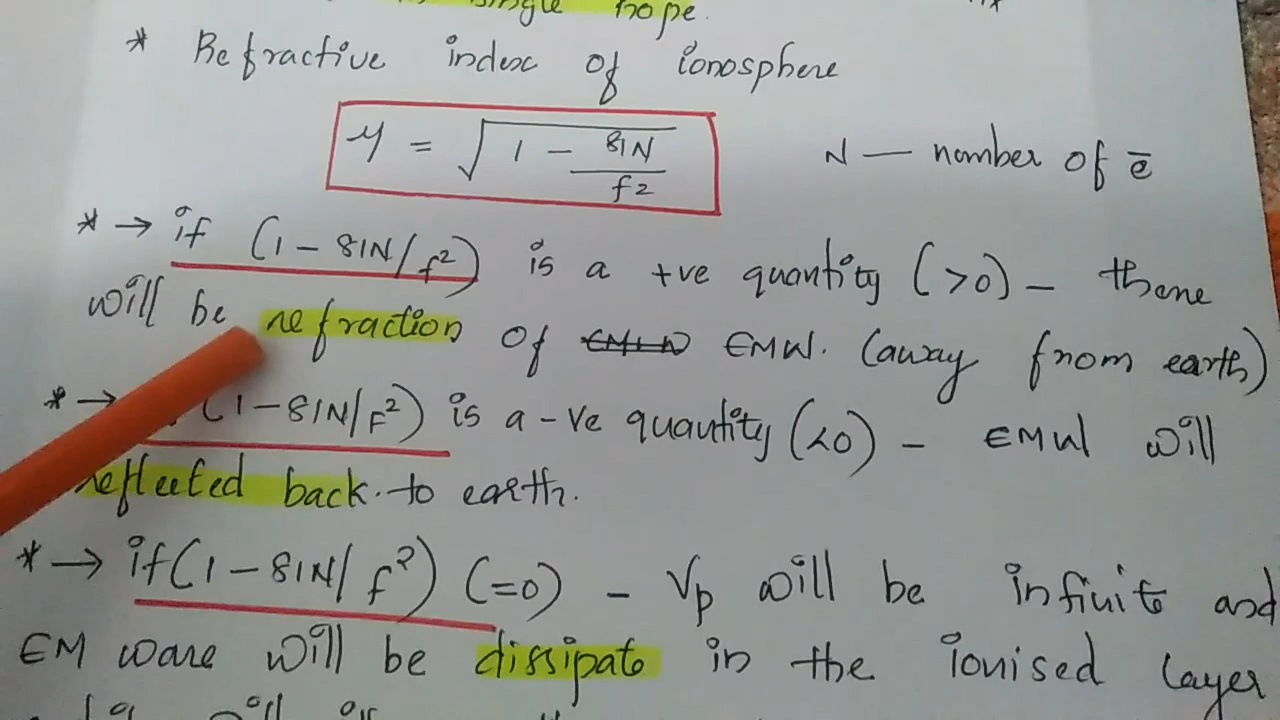 single hope.
* Refractive index of ionosphere
μ = √1 - 81N/f2 N — number of ē
* → if (1 - 81N/f²) is a +ve quantity (>0) - there
will be refraction of EMW. (away from earth)
* → (1-81N/F²) is a -ve quantity (<0) - EMW will
reflected back to earth.
* → if (1-81N/f²) (=0) - Vp will be infinite and
EM wave will be dissipate in the ionised layer